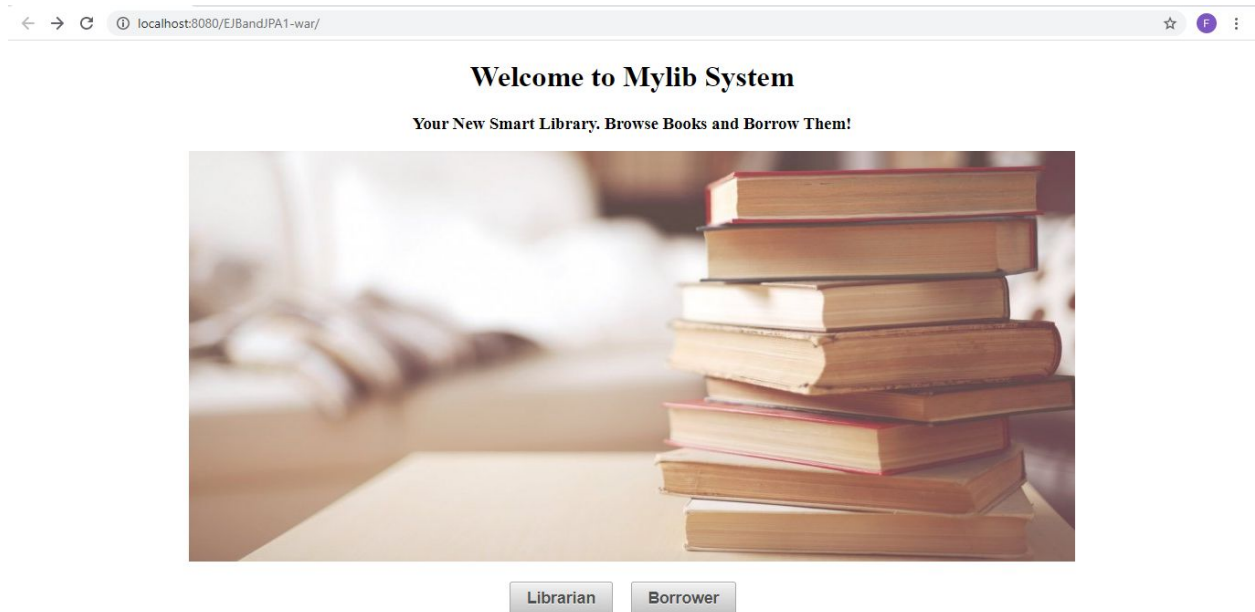 localhost:8080/EJBandJPA1-war/
F
Welcome to Mylib System
Your New Smart Library. Browse Books and Borrow Them!
Librarian Borrower